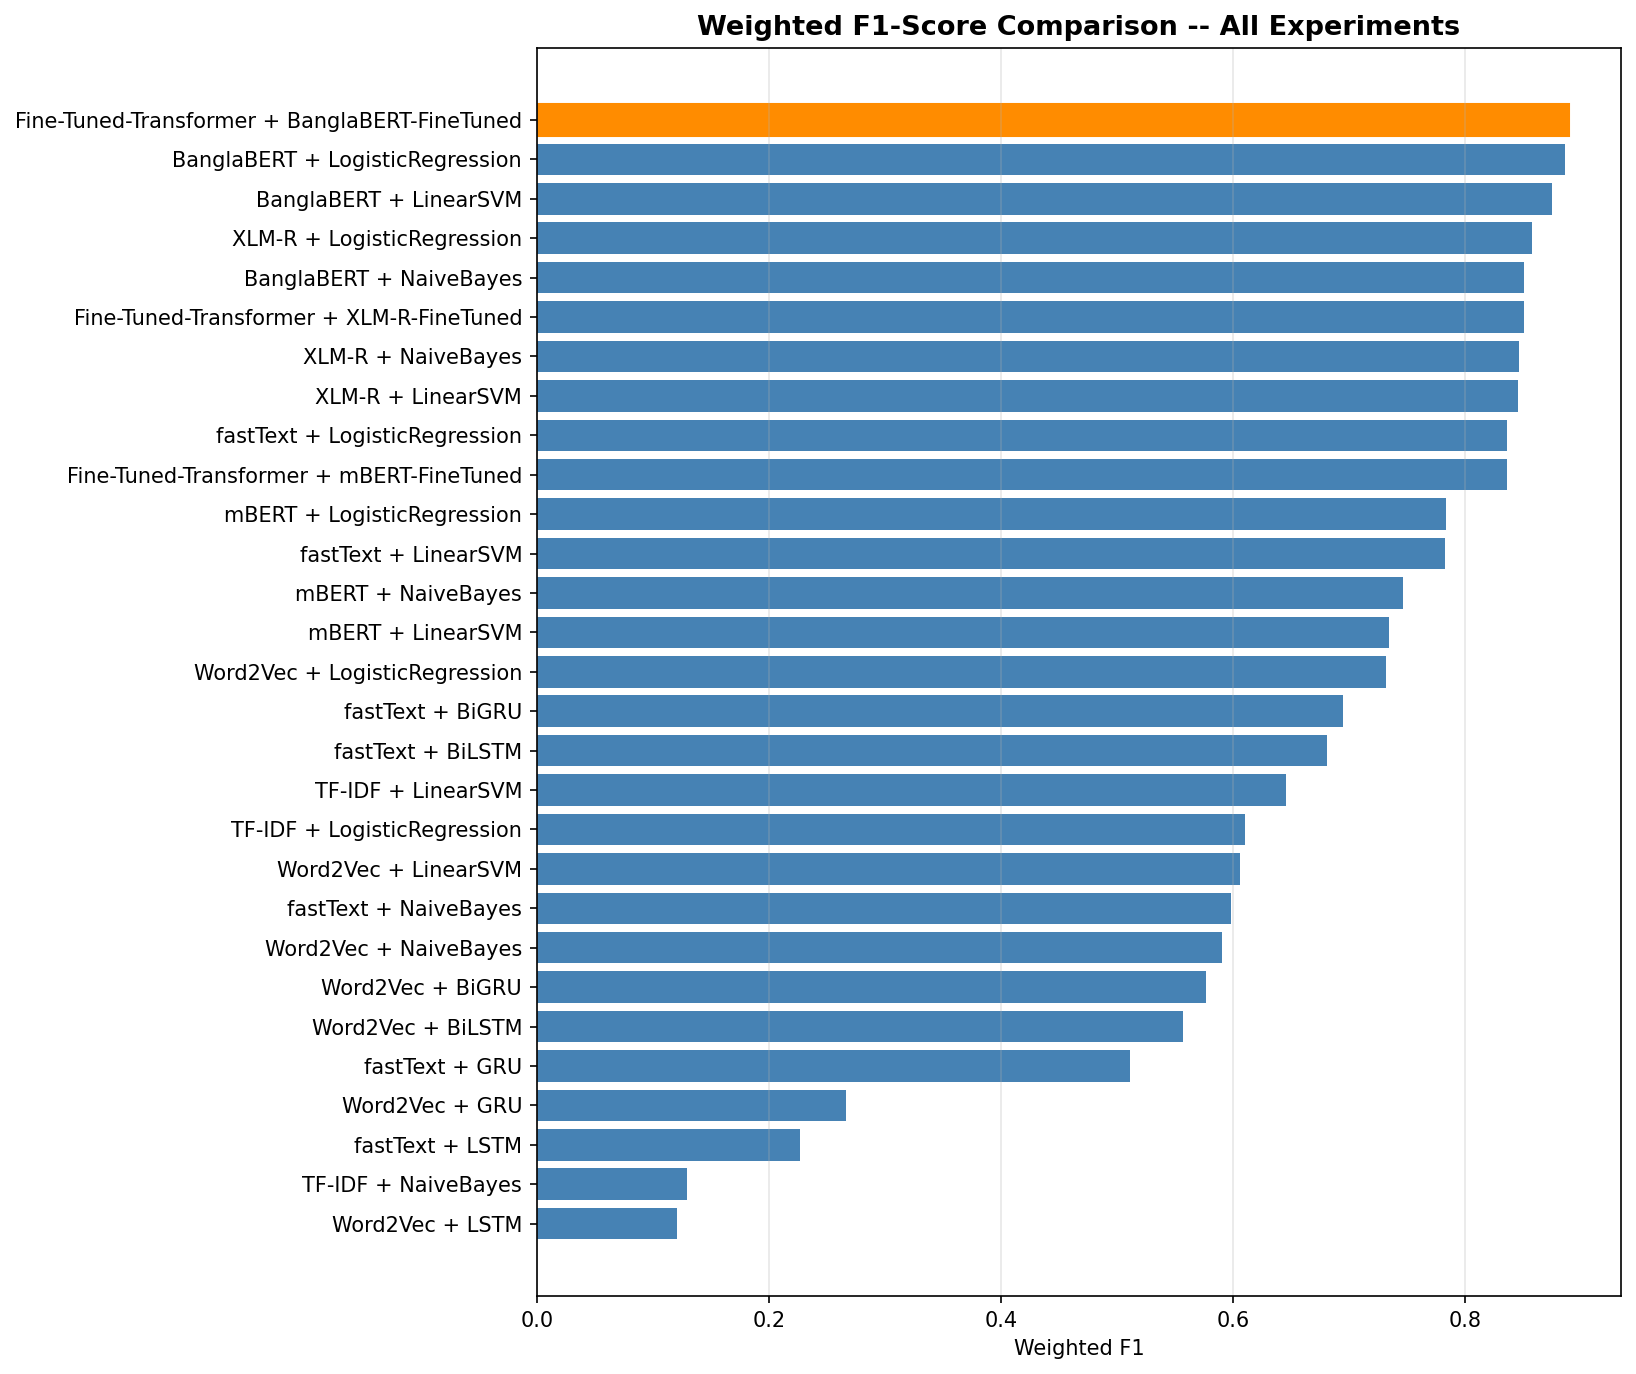 Weighted F1-Score Comparison -- All Experiments
Fine-Tuned-Transformer + BanglaBERT-FineTuned
BanglaBERT + LogisticRegression
BanglaBERT + LinearSVM
XLM-R + LogisticRegression
BanglaBERT + NaiveBayes
Fine-Tuned-Transformer + XLM-R-FineTuned
XLM-R + NaiveBayes
XLM-R + LinearSVM
fastText + LogisticRegression
Fine-Tuned-Transformer + mBERT-FineTuned
mBERT + LogisticRegression
fastText + LinearSVM
mBERT + NaiveBayes
mBERT + LinearSVM
Word2Vec + LogisticRegression
fastText + BiGRU
fastText + BiLSTM
TF-IDF + LinearSVM
TF-IDF + LogisticRegression
Word2Vec + LinearSVM
fastText + NaiveBayes
Word2Vec + NaiveBayes
Word2Vec + BiGRU
Word2Vec + BiLSTM
fastText + GRU
Word2Vec + GRU
fastText + LSTM
TF-IDF + NaiveBayes
Word2Vec + LSTM
0.0 0.2 0.4 0.6 0.8
Weighted F1